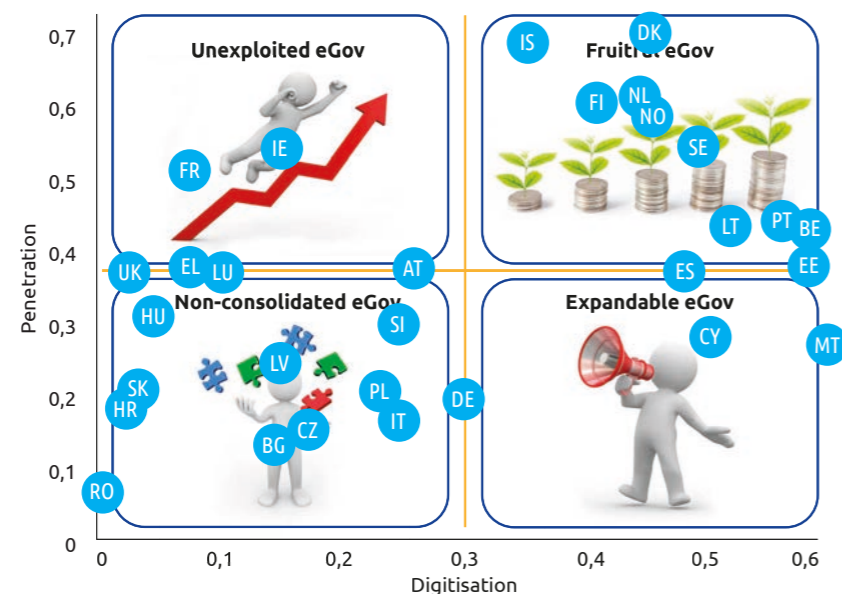 0,7
0,6
0,5
0,4
0,3
0,2
0,1
0
Penetration
Unexploited eGov
FR
IE
Fruitful eGov
IS
DK
FI
NL
NO
SE
LT
PT
BE
UK
EL
LU
AT
ES
EE
Non-consolidated eGov
HU
SI
LV
SK
HR
PL
IT
DE
BG
CZ
RO
Expandable eGov
CY
MT
0
0,1
0,2
0,3
0,4
0,5
0,6
Digitisation